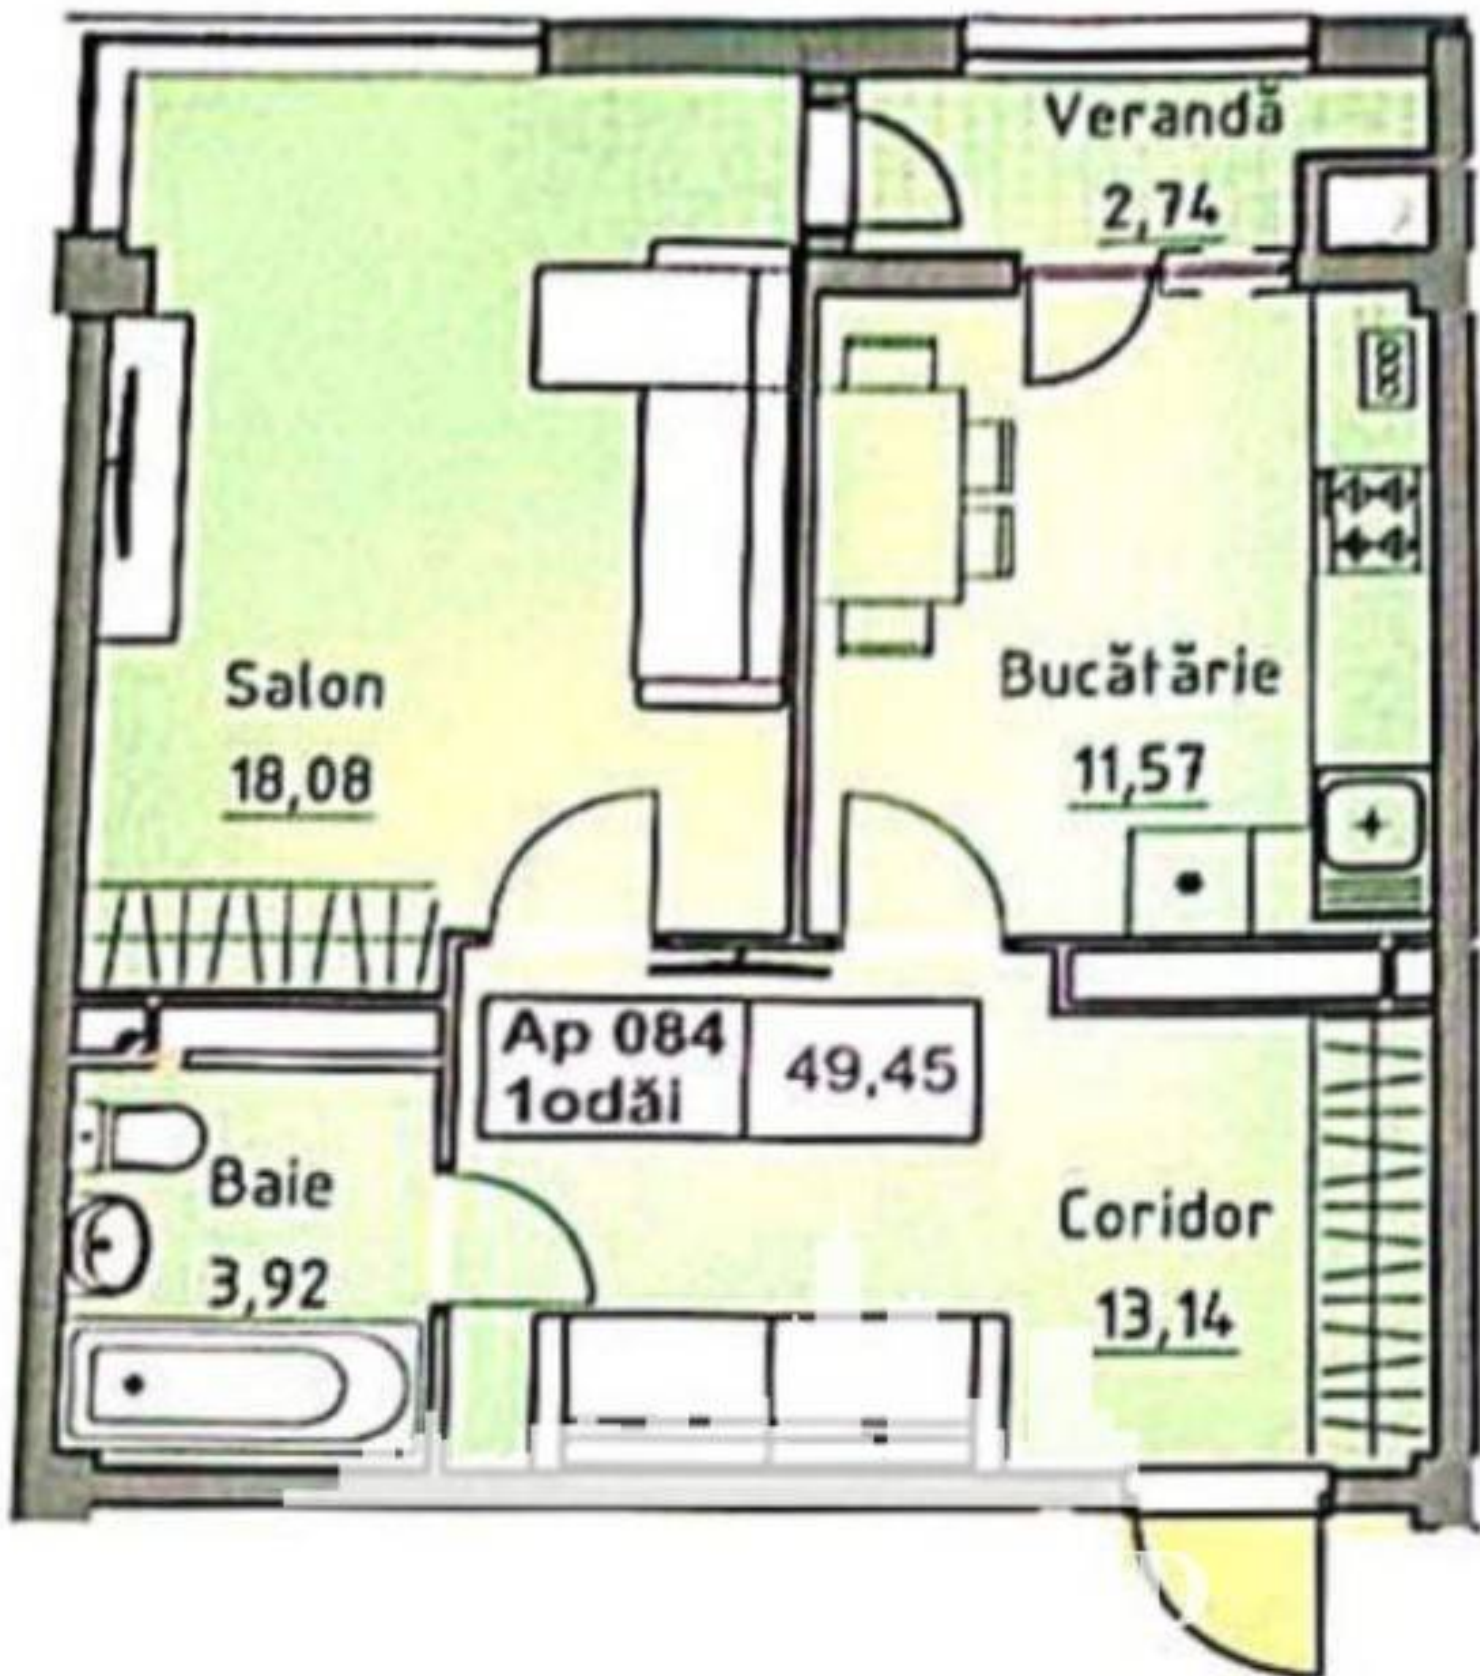 Verandă
2,74
Salon
18,08
Bucătărie
11,57
Ap 084
1odăi
49,45
Baie
3,92
Coridor
13,14